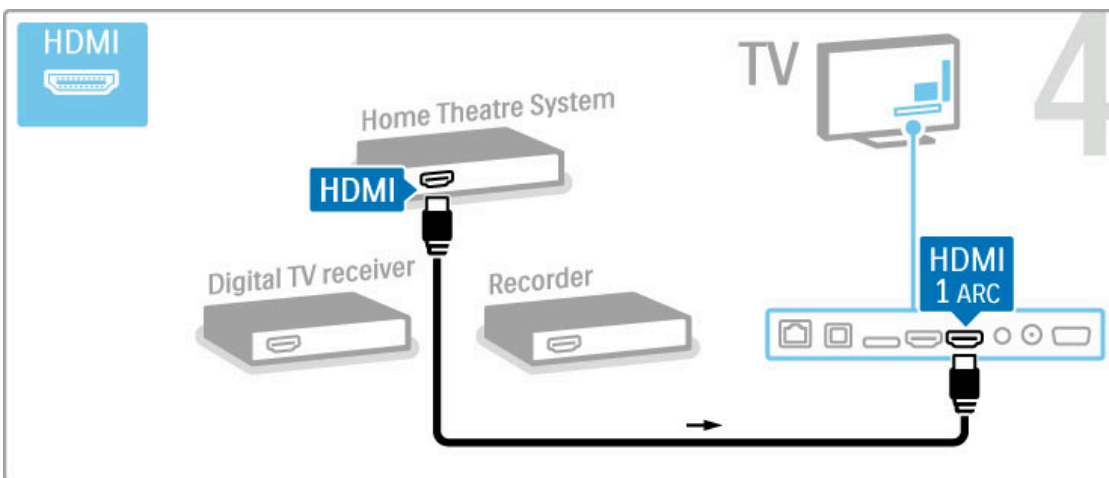 HDMI
TV
4
Home Theatre System
HDMI
Digital TV receiver
Recorder
HDMI
1 ARC